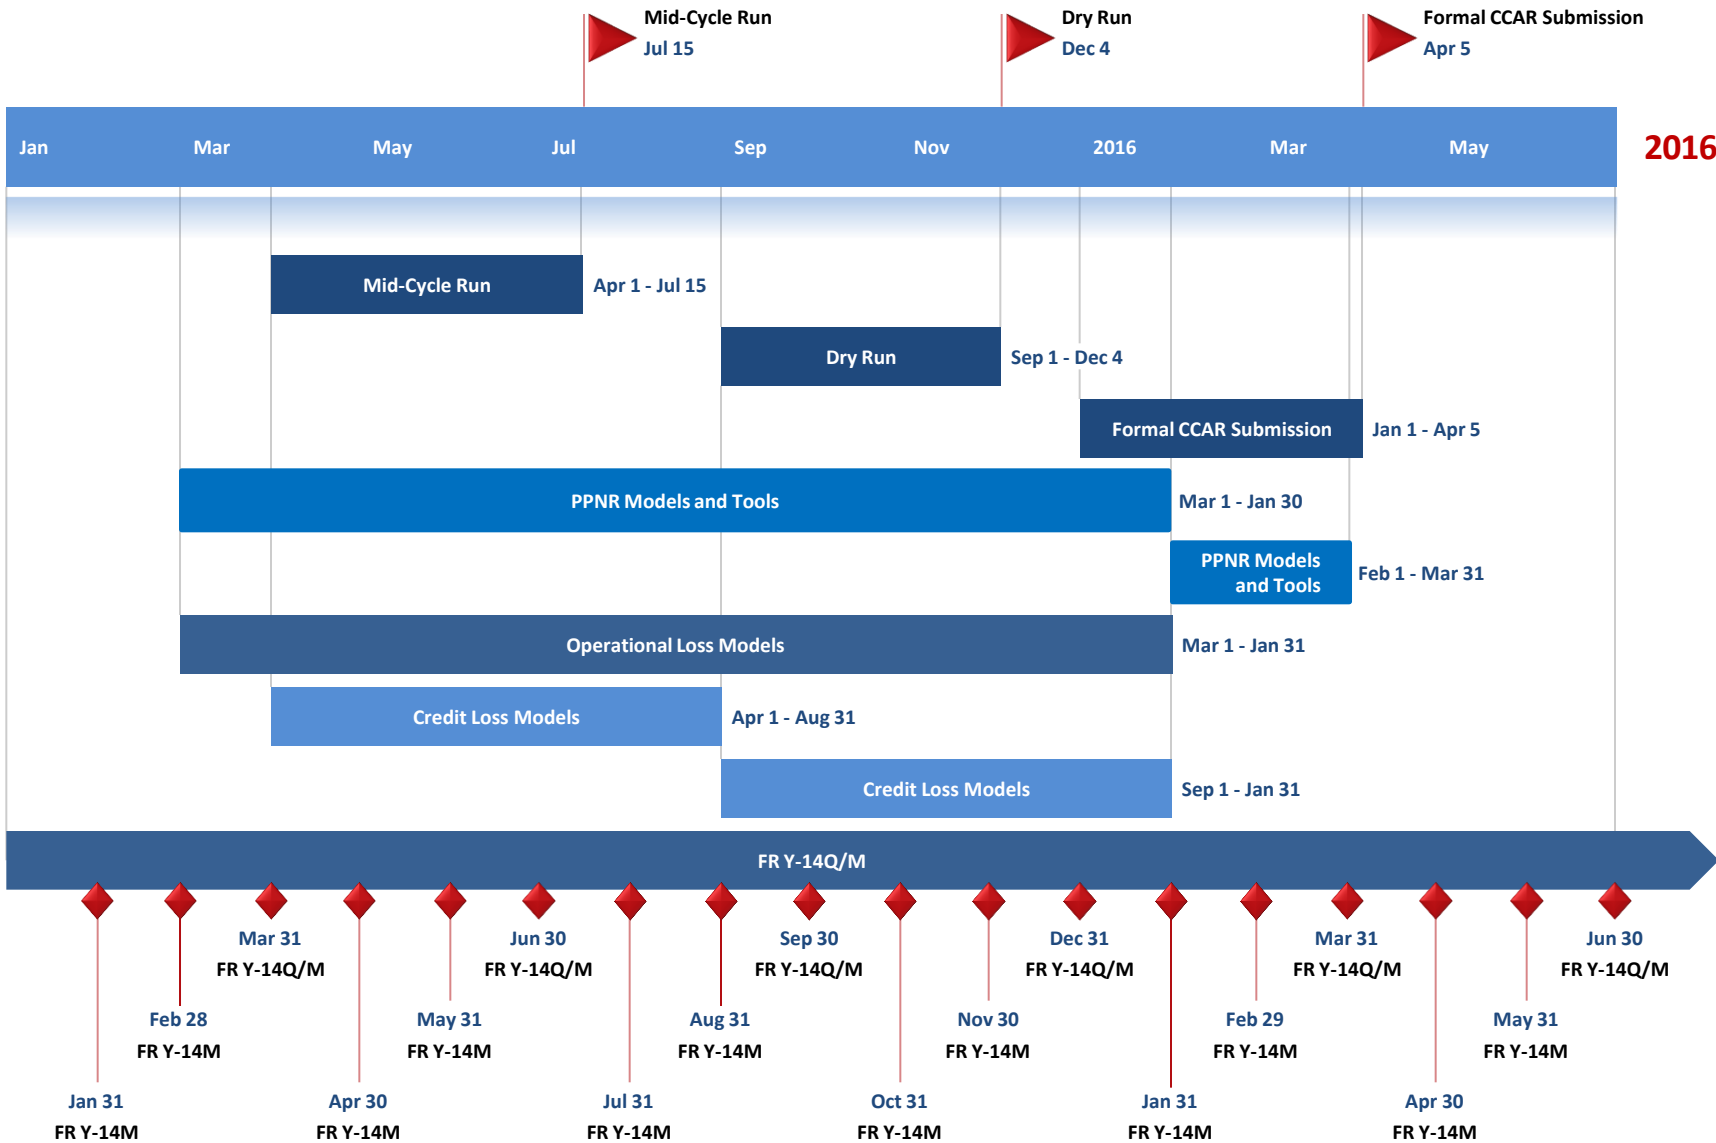 Mid-Cycle Run
Jul 15
Dry Run
Dec 4
Formal CCAR Submission
Apr 5
Jan Mar May Jul Sep Nov 2016 Mar May 2016
Mid-Cycle Run Apr 1 - Jul 15
Dry Run Sep 1 - Dec 4
Formal CCAR Submission Jan 1 - Apr 5
PPNR Models and Tools Mar 1 - Jan 30
PPNR Models
and Tools
Feb 1 - Mar 31
Operational Loss Models Mar 1 - Jan 31
Credit Loss Models Apr 1 - Aug 31
Credit Loss Models Sep 1 - Jan 31
FR Y-14Q/M
Mar 31 Jun 30 Sep 30 Dec 31 Mar 31 Jun 30
FR Y-14Q/M FR Y-14Q/M FR Y-14Q/M FR Y-14Q/M FR Y-14Q/M FR Y-14Q/M
Feb 28 May 31 Aug 31 Nov 30 Feb 29 May 31
FR Y-14M FR Y-14M FR Y-14M FR Y-14M FR Y-14M FR Y-14M
Jan 31 Apr 30 Jul 31 Oct 31 Jan 31 Apr 30
FR Y-14M FR Y-14M FR Y-14M FR Y-14M FR Y-14M FR Y-14M